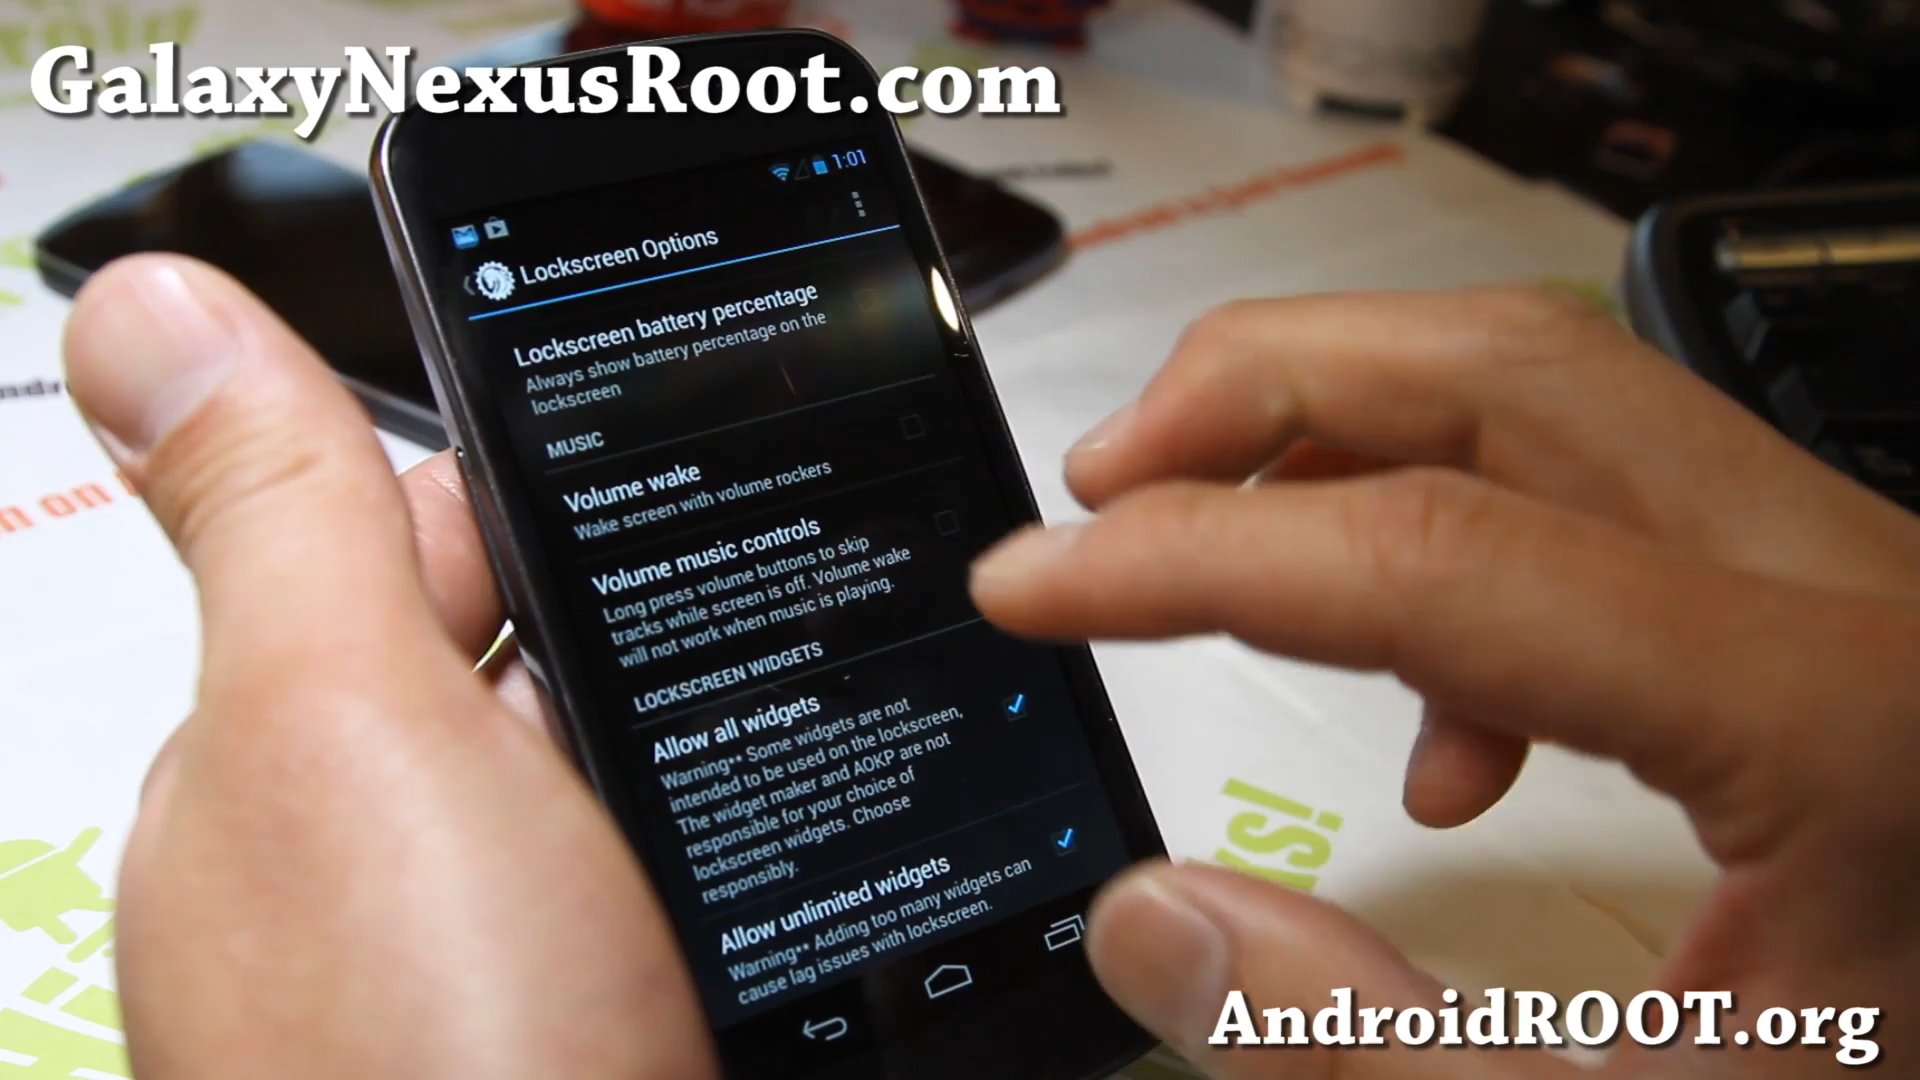 GalaxyNexusRoot.com
1:01
Lockscreen Options
Lockscreen battery percentage
Always show battery percentage on the
lockscreen
MUSIC
Volume wake
Wake screen with volume rockers
Volume music controls
Long press volume buttons to skip
tracks while screen is off. Volume wake
will not work when music is playing.
LOCKSCREEN WIDGETS
Allow all widgets
Warning** Some widgets are not
intended to be used on the lockscreen,
The widget maker and AOKP are not
responsible for your choice of
lockscreen widgets. Choose
responsibly.
Allow unlimited widgets
Warning** Adding too many widgets can
cause lag issues with lockscreen.
on
AndroidROOT.org